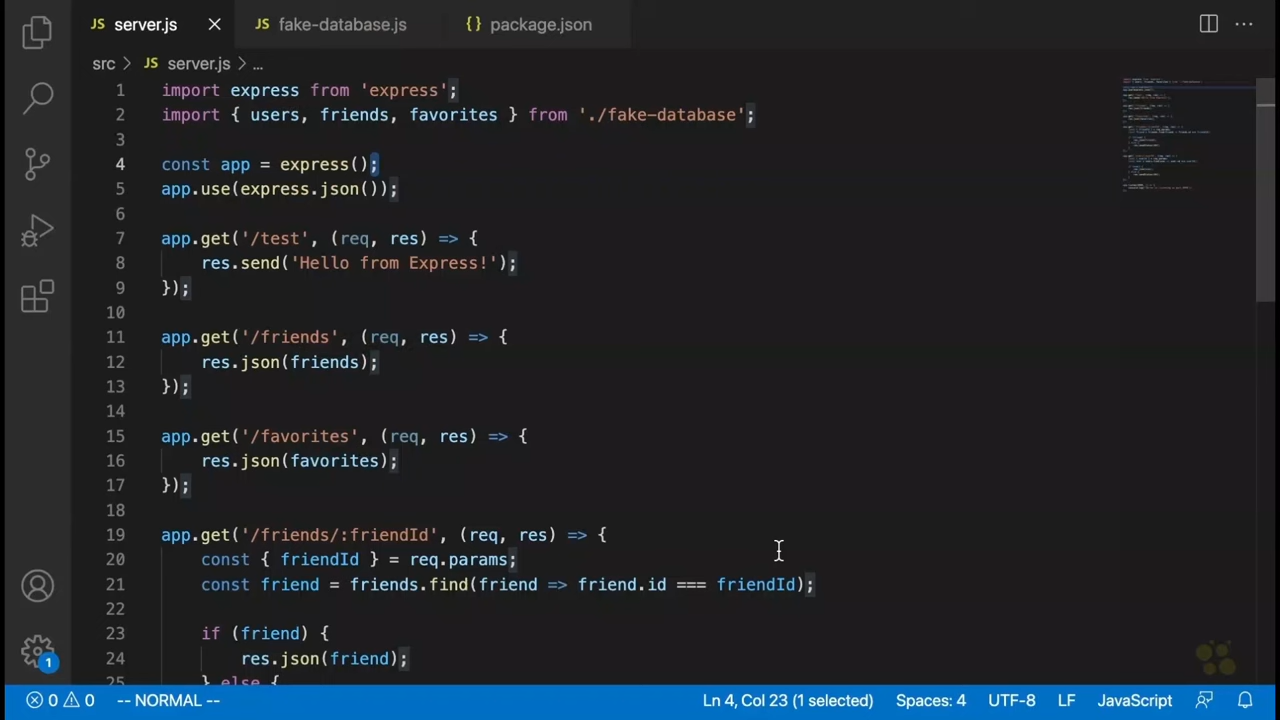 JS server.js × JS fake-database.js {} package.json ...
src > JS server.js > ...
1 import express from 'express';
2 import { users, friends, favorites } from './fake-database';
3
4 const app = express();
5 app.use(express.json());
6
7 app.get('/test', (req, res) => {
8 res.send('Hello from Express!');
9 });
10
11 app.get('/friends', (req, res) => {
12 res.json(friends);
13 });
14
15 app.get('/favorites', (req, res) => {
16 res.json(favorites);
17 });
18
19 app.get('/friends/:friendId', (req, res) => {
20 const { friendId } = req.params;
21 const friend = friends.find(friend => friend.id === friendId);
22
23 if (friend) {
24 res.json(friend);
25 } else {
1
0 0 -- NORMAL -- Ln 4, Col 23 (1 selected) Spaces: 4 UTF-8 LF JavaScript